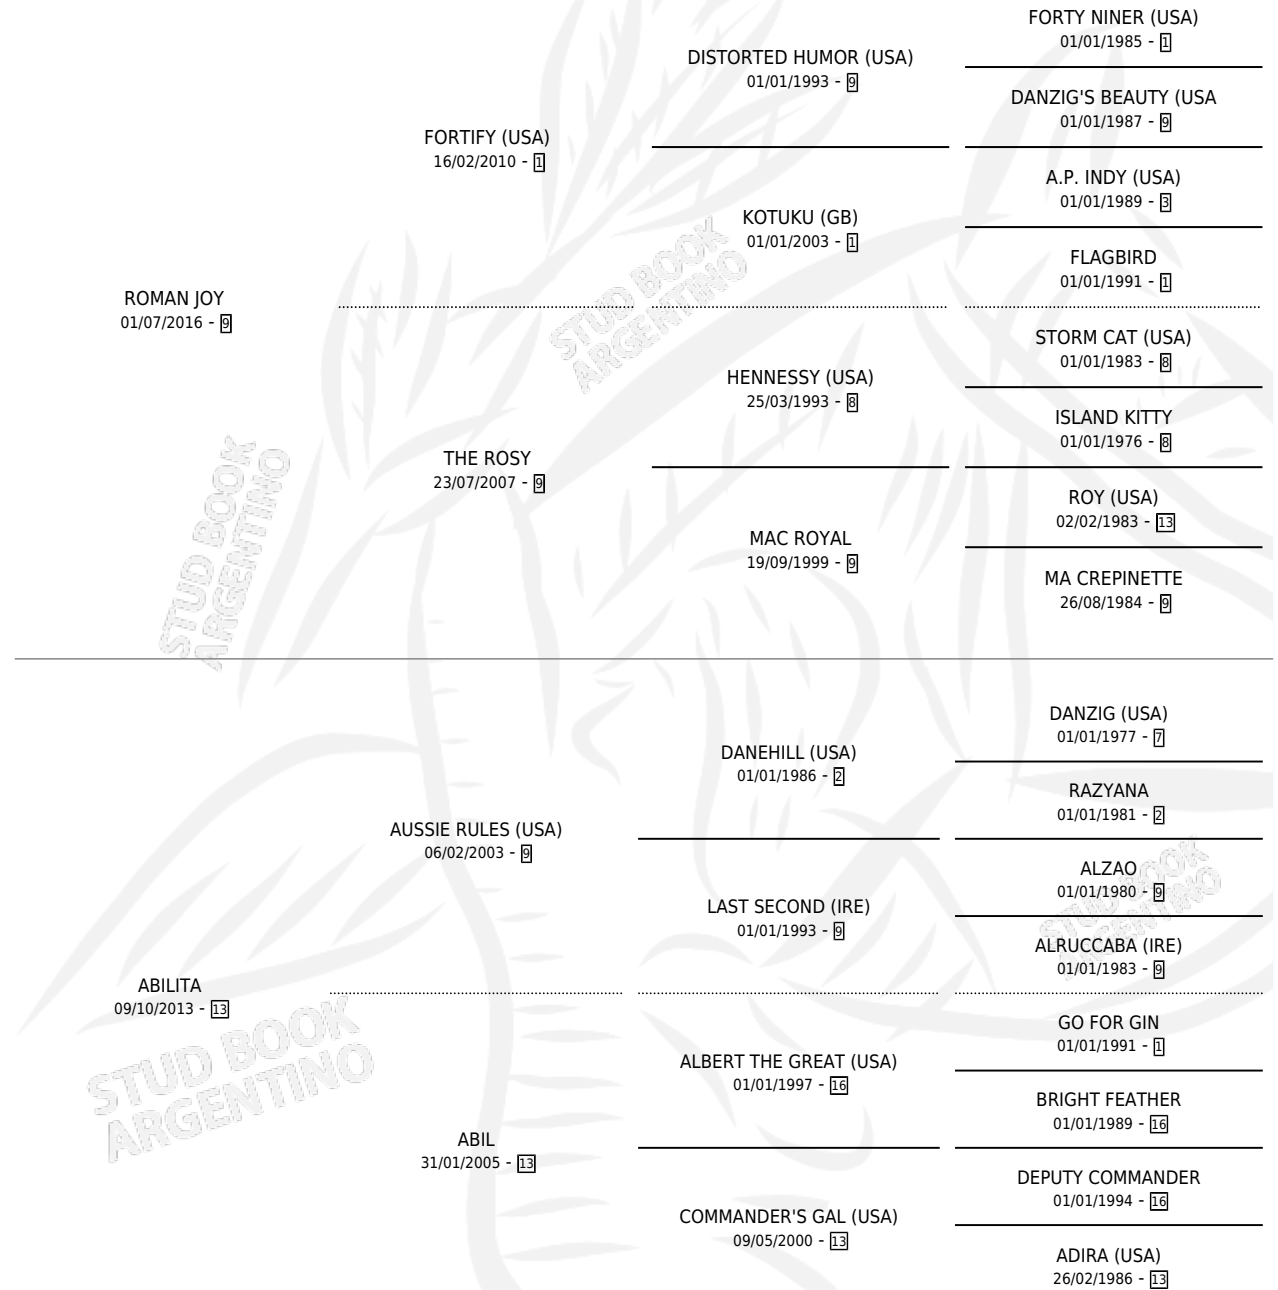 FORTY NINER (USA)
01/01/1985 - 1
DISTORTED HUMOR (USA)
01/01/1993 - 9
DANZIG'S BEAUTY (USA
01/01/1987 - 9
FORTIFY (USA)
16/02/2010 - 1
A.P. INDY (USA)
01/01/1989 - 3
KOTUKU (GB)
01/01/2003 - 1
FLAGBIRD
01/01/1991 - 1
ROMAN JOY
01/07/2016 - 9
STUD BOOK
ARGENTINO
STORM CAT (USA)
01/01/1983 - 8
HENNESSY (USA)
25/03/1993 - 8
ISLAND KITTY
01/01/1976 - 8
THE ROSY
23/07/2007 - 9
ROY (USA)
02/02/1983 - 13
MAC ROYAL
19/09/1999 - 9
MA CREPINETTE
26/08/1984 - 9
STUD BOOK
ARGENTINO
DANZIG (USA)
01/01/1977 - 7
DANEHILL (USA)
01/01/1986 - 2
RAZYANA
01/01/1981 - 2
AUSSIE RULES (USA)
06/02/2003 - 9
ALZAO
01/01/1980 - 9
LAST SECOND (IRE)
01/01/1993 - 9
STUD BOOK
ARGENTINO
ALRUCCABA (IRE)
01/01/1983 - 9
ABILITA
09/10/2013 - 13
GO FOR GIN
01/01/1991 - 1
ALBERT THE GREAT (USA)
01/01/1997 - 16
BRIGHT FEATHER
01/01/1989 - 16
STUD BOOK
ARGENTINO
ABIL
31/01/2005 - 13
DEPUTY COMMANDER
01/01/1994 - 16
COMMANDER'S GAL (USA)
09/05/2000 - 13
ADIRA (USA)
26/02/1986 - 13